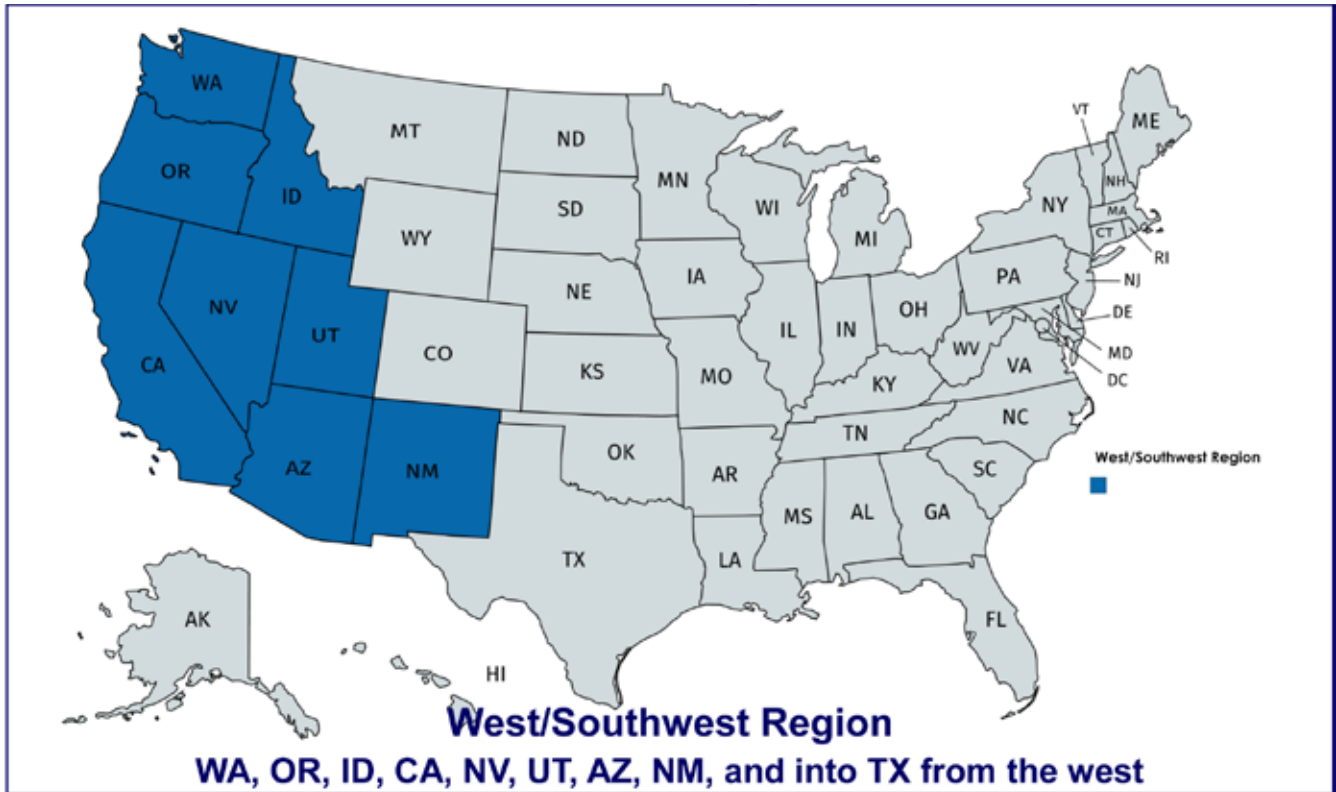 WA
MT
ND
MN
VT
ME
OR
ID
SD
WI
NH
NY
MA
WY
MI
CT
RI
IA
PA
NJ
NE
NV
OH
DE
UT
IL
IN
CO
WV
MD
CA
KS
MO
VA
KY
DC
NC
TN
OK
West/Southwest Region
AZ
NM
AR
SC
MS
AL
GA
TX
LA
AK
FL
HI
West/Southwest Region
WA, OR, ID, CA, NV, UT, AZ, NM, and into TX from the west